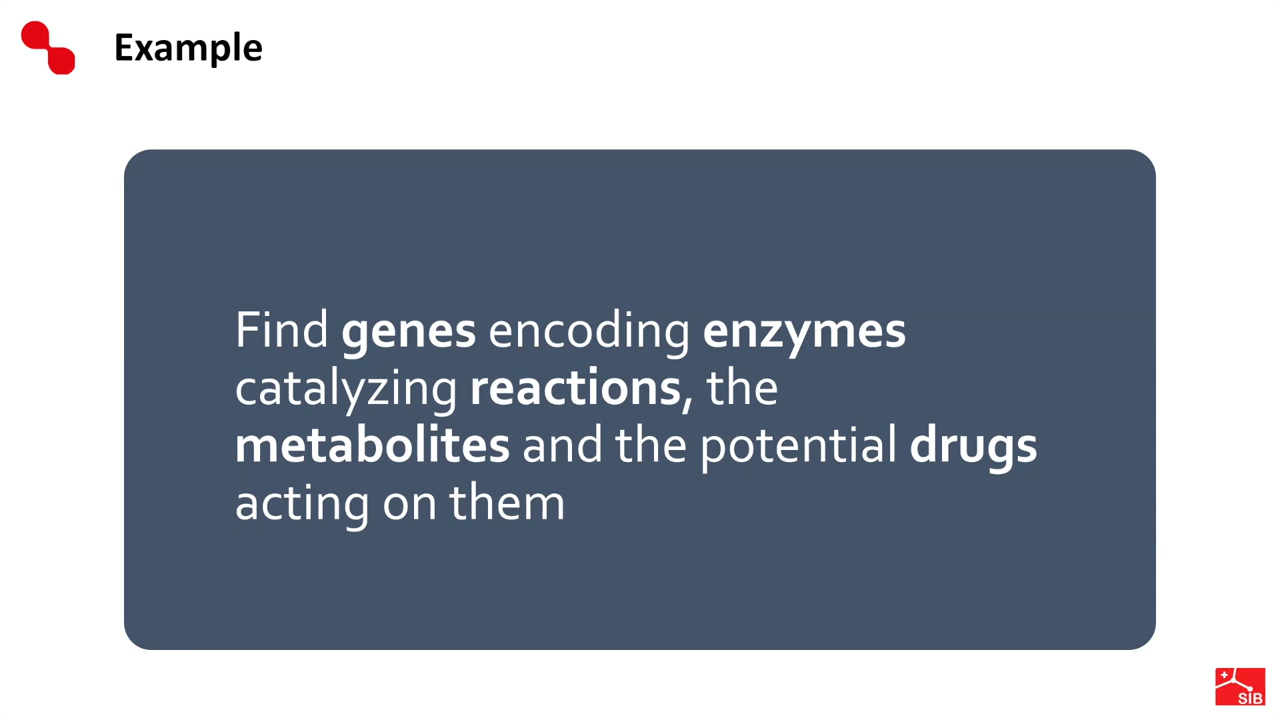 Example
Find genes encoding enzymes
catalyzing reactions, the
metabolites and the potential drugs
acting on them
SIB